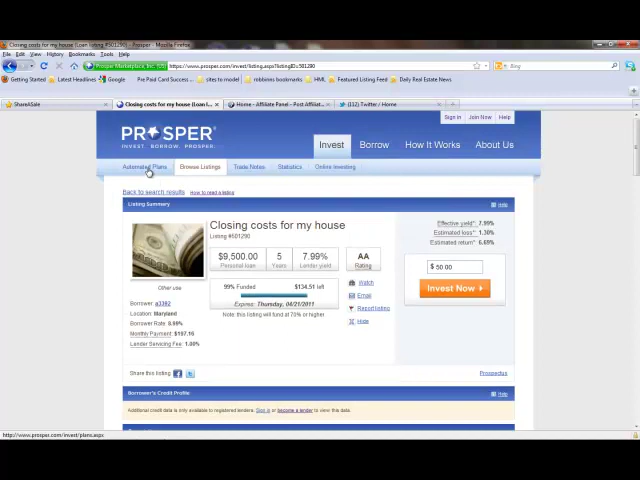 Closing costs for my house (Loan listing #501290) - Prosper - Mozilla Firefox
File Edit View History Bookmarks Tools Help
Prosper Marketplace, Inc. (US) https://www.prosper.com/invest/listing.aspx?listingID=501290 Bing
Getting Started Latest Headlines Google Pre Paid Card Success... sites to model robbinns bookmarks HML Featured Listing Feed Daily Real Estate News
ShareASale Closing costs for my house (Loan l... Home - Affiliate Panel - Post Affiliat... (112) Twitter / Home
Sign in Join Now Help
PROSPER
INVEST. BORROW. PROSPER.
Invest Borrow How It Works About Us
Automated Plans Browse Listings Trade Notes Statistics Online Investing
Back to search results How to read a listing
Listing Summary Help
Closing costs for my house
Listing #501290
$9,500.00 5 7.99% AA
Personal loan Years Lender yield Rating
99% Funded $134.51 left
Expires: Thursday, 04/21/2011
Note: this listing will fund at 70% or higher
Watch
Email
Report listing
Hide
Effective yield*: 7.99%
Estimated loss*: 1.30%
Estimated return*: 6.69%
$ 50.00
Invest Now
Other use
Borrower: a3382
Location: Maryland
Borrower Rate: 8.99%
Monthly Payment: $197.16
Lender Servicing Fee: 1.00%
Share this listing: Prospectus
Borrower's Credit Profile Help
Additional credit data is only available to registered lenders. Sign in or become a lender to view this data.
http://www.prosper.com/invest/plans.aspx